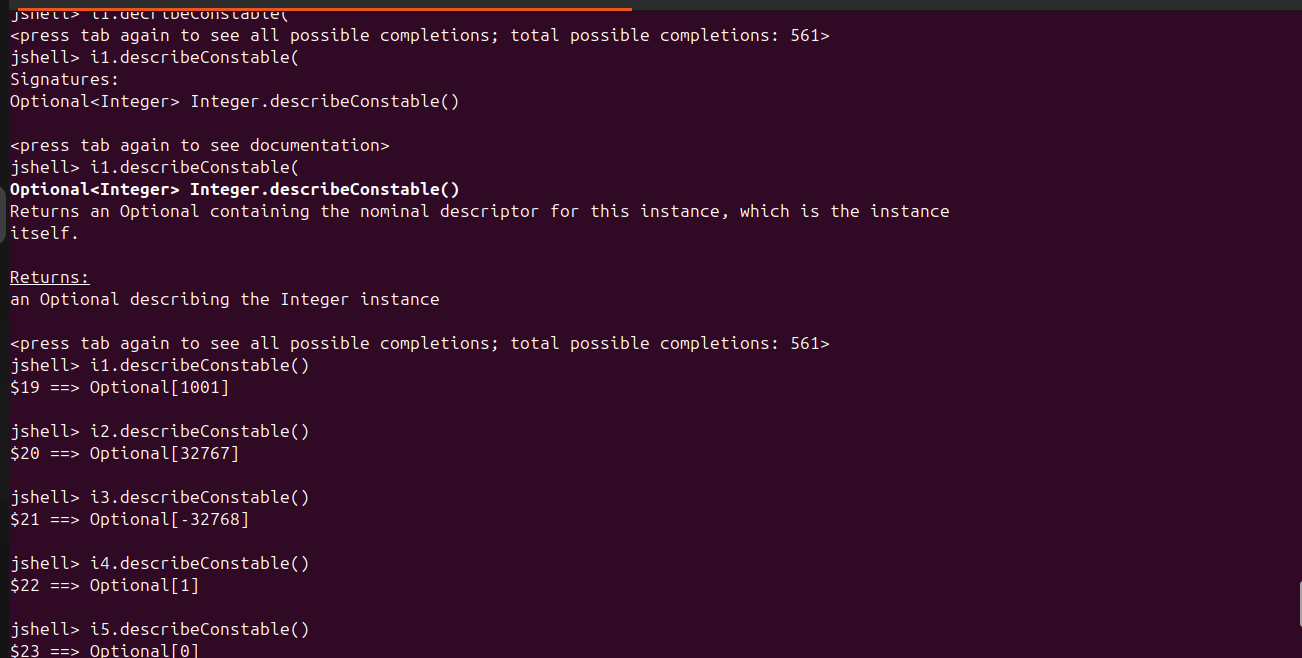 jshell> i1.decribeConstable(
<press tab again to see all possible completions; total possible completions: 561>
jshell> i1.describeConstable(
Signatures:
Optional<Integer> Integer.describeConstable()
<press tab again to see documentation>
jshell> i1.describeConstable(
Optional<Integer> Integer.describeConstable()
Returns an Optional containing the nominal descriptor for this instance, which is the instance
itself.
Returns:
an Optional describing the Integer instance
<press tab again to see all possible completions; total possible completions: 561>
jshell> i1.describeConstable()
$19 ==> Optional[1001]
jshell> i2.describeConstable()
$20 ==> Optional[32767]
jshell> i3.describeConstable()
$21 ==> Optional[-32768]
jshell> i4.describeConstable()
$22 ==> Optional[1]
jshell> i5.describeConstable()
$23 ==> Optional[0]